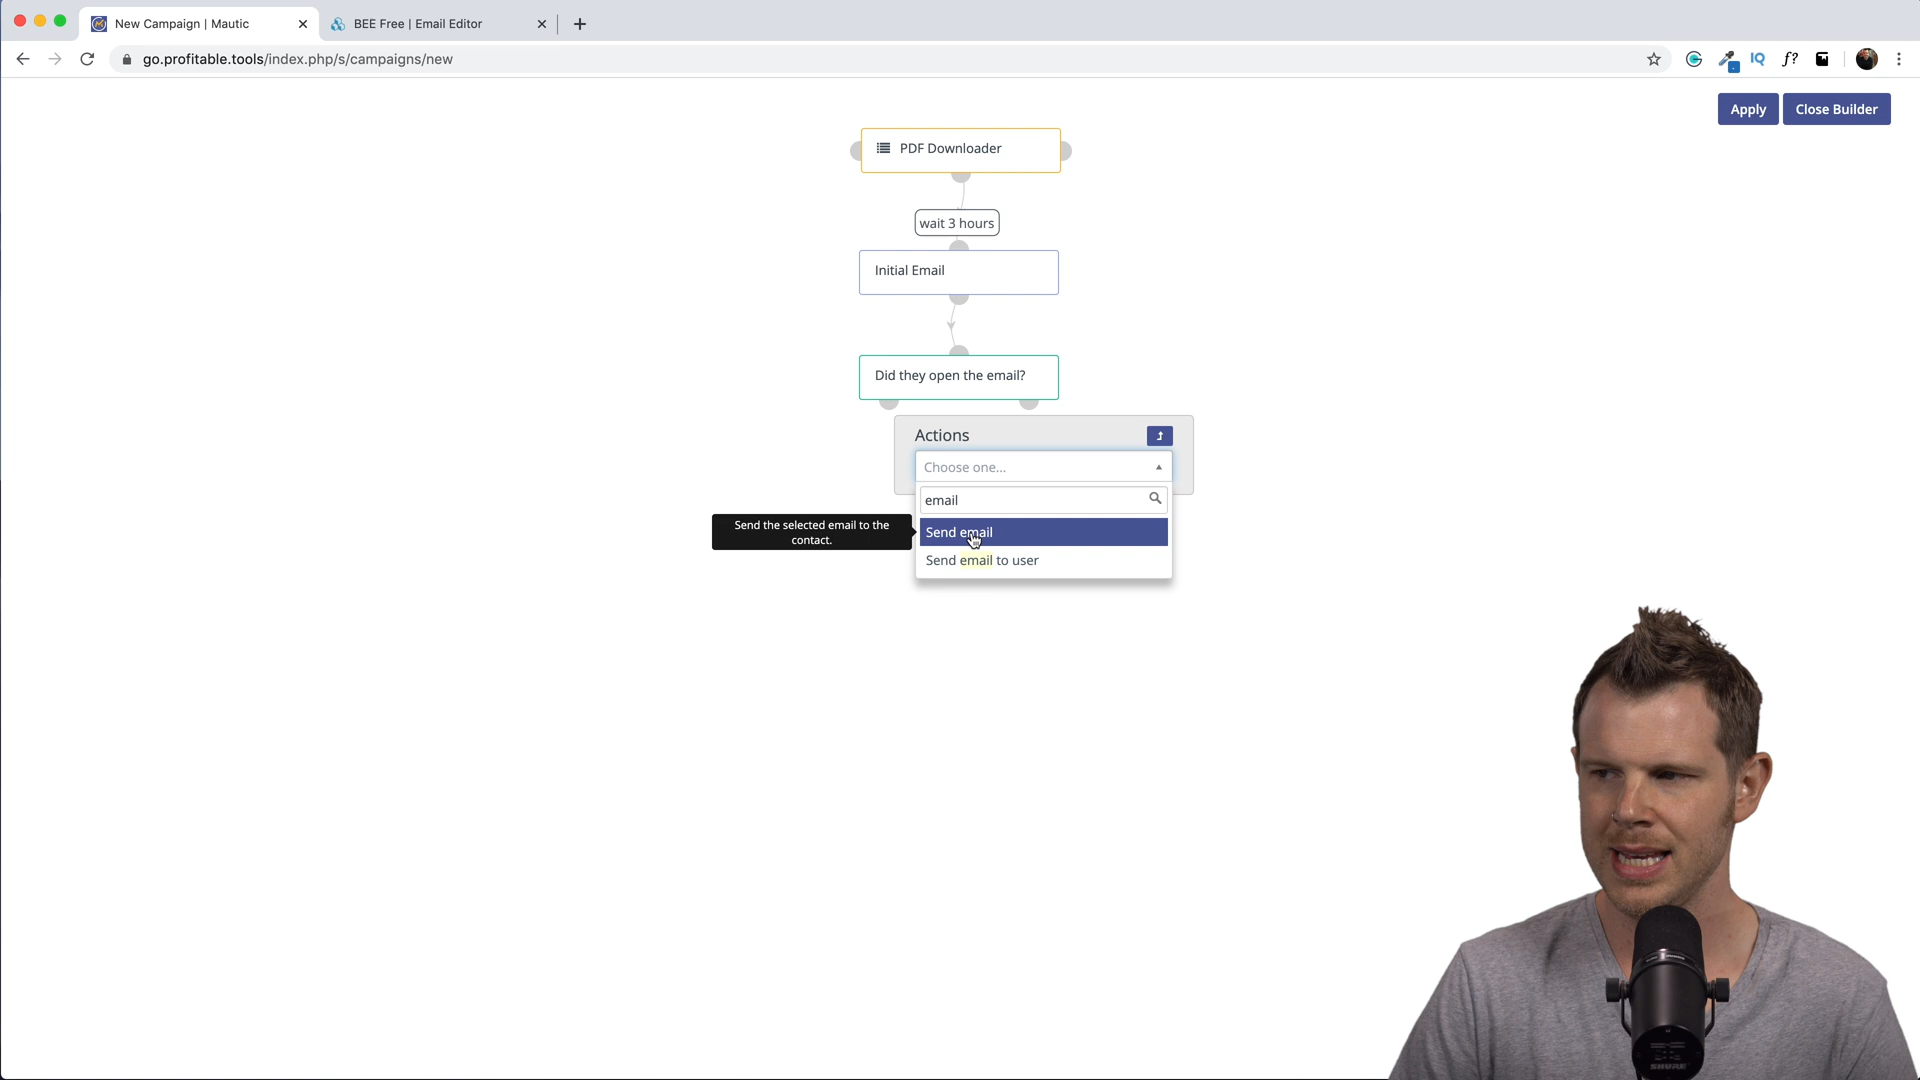 New Campaign | Mautic
BEE Free | Email Editor
go.profitable.tools/index.php/s/campaigns/new
IQ
f?
Apply
Close Builder
PDF Downloader
wait 3 hours
Initial Email
Did they open the email?
Actions
Choose one...
email
Send the selected email to the
contact.
Send email
Send email to user
SHURE